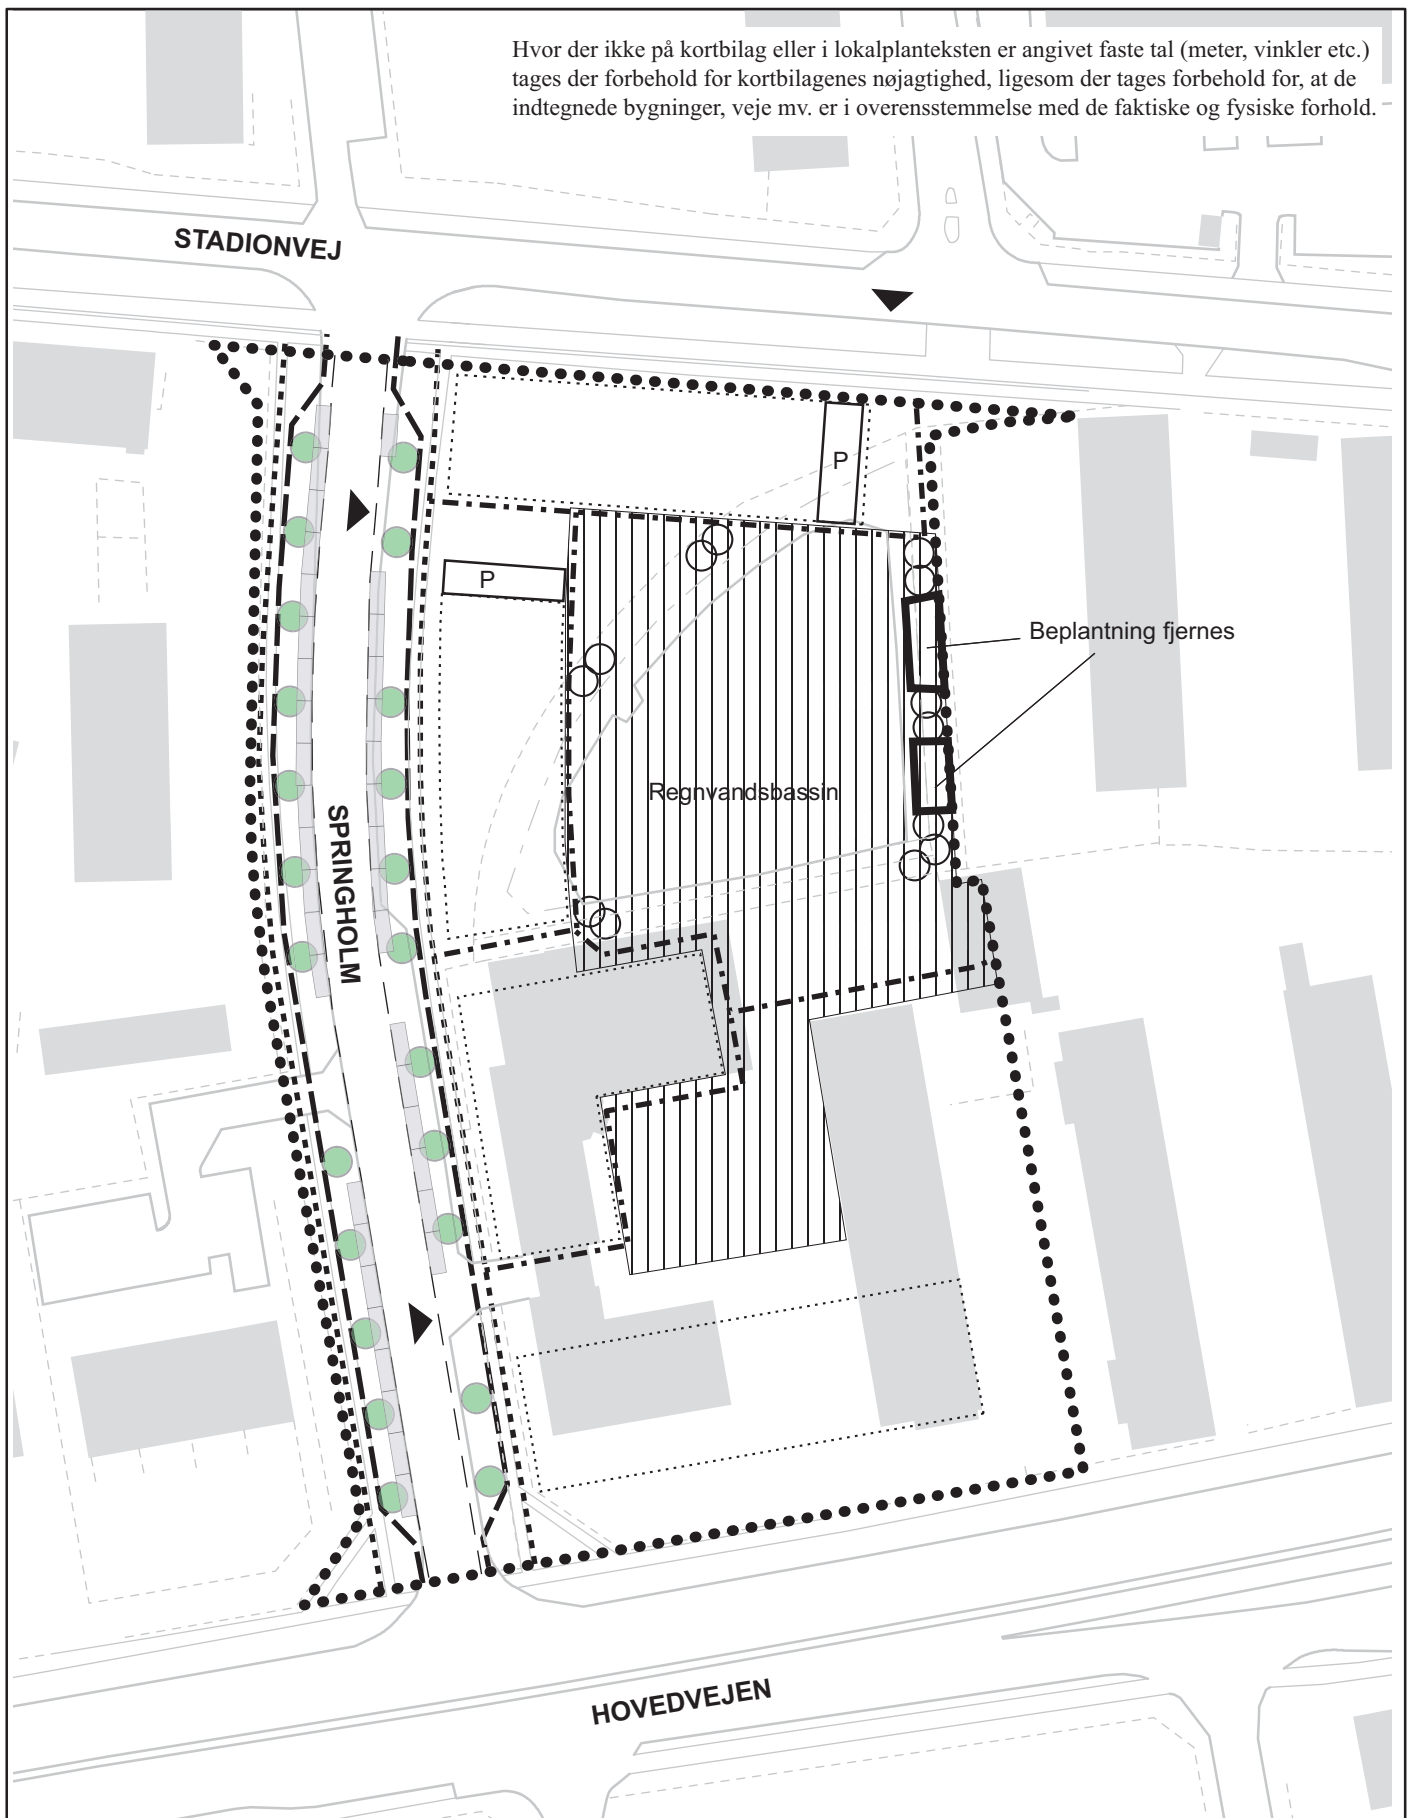 Hvor der ikke på kortbilag eller i lokalplanteksten er angivet faste tal (meter, vinkler etc.)
tages der forbehold for kortbilagenes nøjagtighed, ligesom der tages forbehold for, at de
indtegnede bygninger, veje mv. er i overensstemmelse med de faktiske og fysiske forhold.
STADIONVEJ
P
P
Beplantning fjernes
Regnvandsbassin
SPRINGHOLM
HOVEDVEJEN